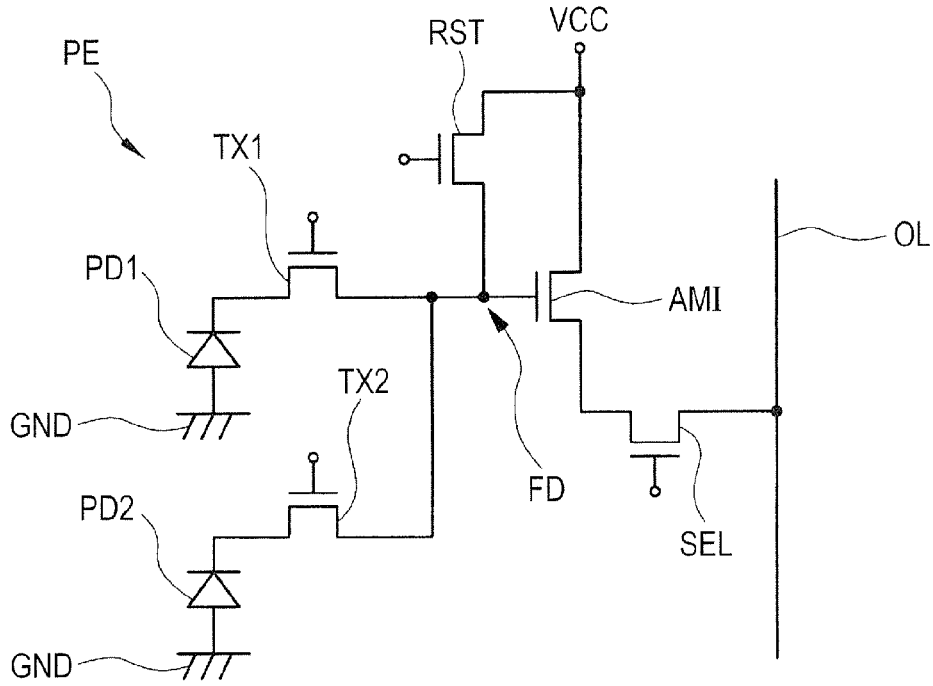 VCC
RST
PE
TX1
OL
PD1
AMI
TX2
GND
FD
PD2
SEL
GND